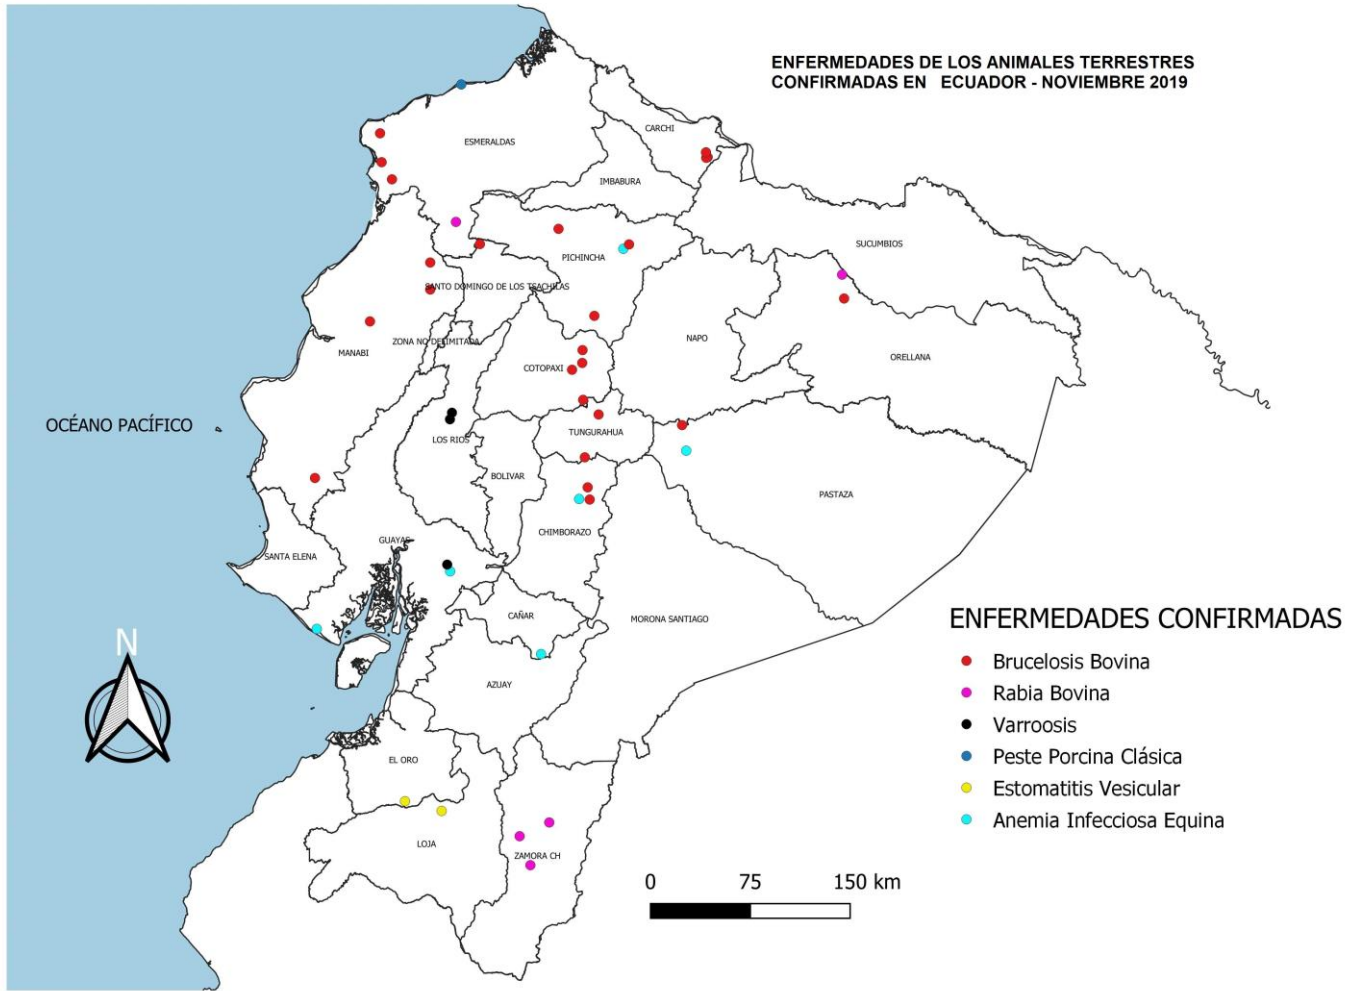 ENFERMEDADES DE LOS ANIMALES TERRESTRES
CONFIRMADAS EN ECUADOR - NOVIEMBRE 2019
CARCHI
ESMERALDAS
IMBABURA
SUCUMBIOS
PICHINCHA
SANTO DOMINGO DE LOS TSACHILAS
NAPO
ZONA NO DELIMITADA
MANABI
ORELLANA
COTOPAXI
OCÉANO PACÍFICO
TUNGURAHUA
LOS RIOS
BOLIVAR
PASTAZA
CHIMBORAZO
GUAYAS
SANTA ELENA
CAÑAR
MORONA SANTIAGO
AZUAY
N
EL ORO
LOJA
ZAMORA CH
ENFERMEDADES CONFIRMADAS
Brucelosis Bovina
Rabia Bovina
Varroosis
Peste Porcina Clásica
Estomatitis Vesicular
Anemia Infecciosa Equina
0 75 150 km